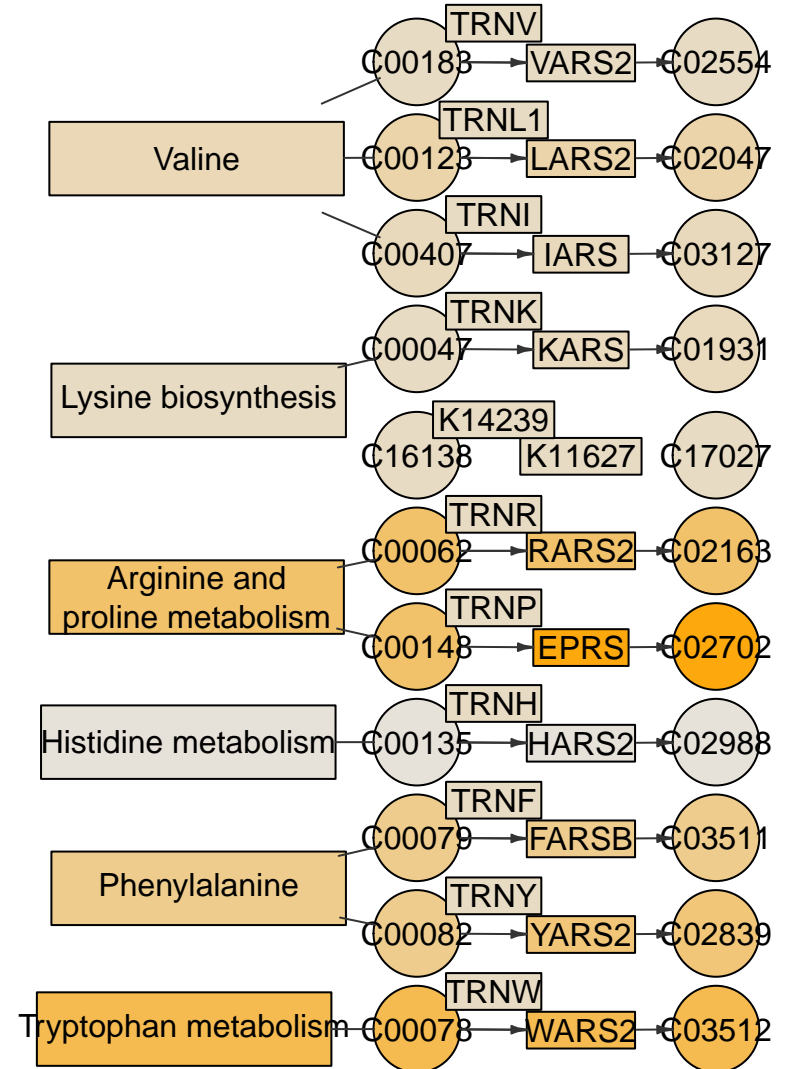 TRNV
C00183 VARS2 C02554
TRNL1
Valine C00123 LARS2 C02047
TRNI
C00407 IARS C03127
TRNK
C00047 KARS C01931
Lysine biosynthesis
K14239
C16138 K11627 C17027
TRNR
C00062 RARS2 C02163
Arginine and
proline metabolism
TRNP
C00148 EPRS C02702
TRNH
Histidine metabolism C00135 HARS2 C02988
TRNF
C00079 FARSB C03511
Phenylalanine
TRNY
C00082 YARS2 C02839
TRNW
Tryptophan metabolism C00078 WARS2 C03512